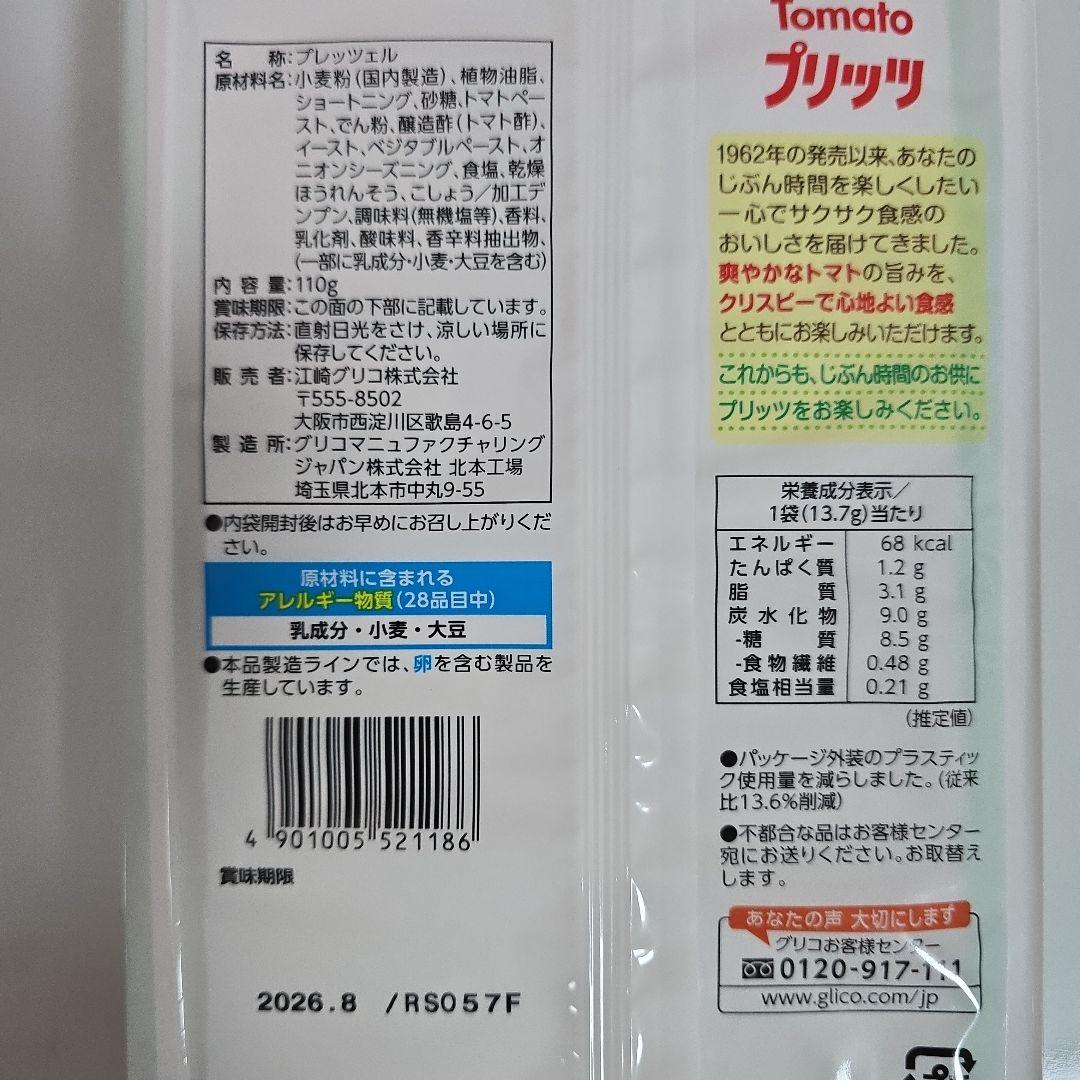 名称:プレッツェル
原材料名:小麦粉(国内製造)、植物油脂、
ショートニング、砂糖、トマトペー
スト、でん粉、醸造酢(トマト酢)、
イースト、ベジタブルペースト、オ
ニオンシーズニング、食塩、乾燥
ほうれんそう、こしょう/加工デ
ンプン、調味料(無機塩等)、香料、
乳化剤、酸味料、香辛料抽出物、
(一部に乳成分・小麦・大豆を含む)
内容量:110g
賞味期限:この面の下部に記載しています。
保存方法:直射日光をさけ、涼しい場所に
保存してください。
販売者:江崎グリコ株式会社
〒555-8502
大阪市西淀川区歌島4-6-5
製造所:グリコマニュファクチャリング
ジャパン株式会社 北本工場
埼玉県北本市中丸9-55
●内袋開封後はお早めにお召し上がりくだ
さい。
原材料に含まれる
アレルギー物質(28品目中)
乳成分・小麦・大豆
●本品製造ラインでは、卵を含む製品を
生産しています。
4 901005 521186
賞味期限
2026.8 /RS057F
Tomato
プリッツ
1962年の発売以来、あなたの
じぶん時間を楽しくしたい
一心でサクサク食感の
おいしさを届けてきました。
爽やかなトマトの旨みを、
クリスピーで心地よい食感
とともにお楽しみいただけます。
これからも、じぶん時間のお供に
プリッツをお楽しみください。
栄養成分表示/
1袋(13.7g)当たり
エネルギー 68 kcal
たんぱく質 1.2 g
脂質 3.1 g
炭水化物 9.0 g
-糖質 8.5 g
-食物繊維 0.48 g
食塩相当量 0.21 g
(推定値)
●パッケージ外装のプラスティッ
ク使用量を減らしました。(従来
比13.6%削減)
●不都合な品はお客様センター
宛にお送りください。お取替え
します。
あなたの声 大切にします
グリコお客様センター
0120-917-111
www.glico.com/jp